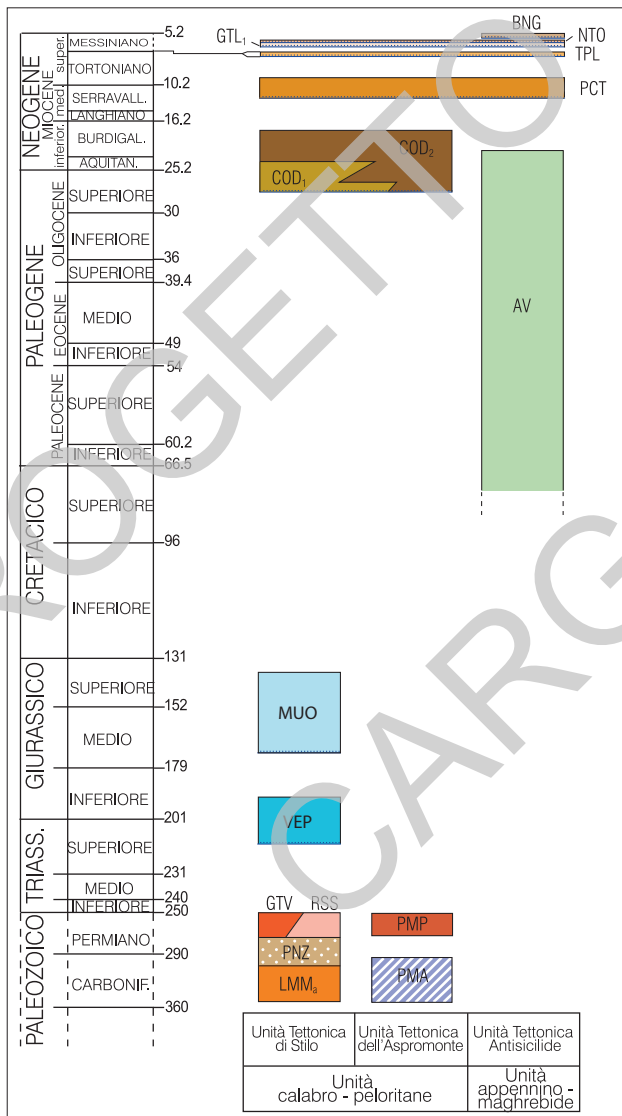 5.2
MESSINIANO
super.
TORTONIANO
10.2
SERRAVALL.
med.
LANGHIANO
16.2
BURDIGAL.
inferior.
AQUITAN.
25.2
MIOCENE
NEOGENE
SUPERIORE
30
INFERIORE
36
OLIGOCENE
SUPERIORE
39.4
MEDIO
49
INFERIORE
54
EOCENE
SUPERIORE
60.2
INFERIORE
66.5
PALEOCENE
PALEOGENE
SUPERIORE
96
INFERIORE
131
CRETACICO
SUPERIORE
152
MEDIO
179
INFERIORE
201
GIURASSICO
SUPERIORE
231
MEDIO
240
INFERIORE
250
TRIASS.
PERMIANO
290
CARBONIF.
360
PALEOZOICO
GTL1
BNG
NTO
TPL
PCT
COD2
COD1
AV
MUO
VEP
GTV RSS
PNZ
LMMa
PMP
PMA
Unità Tettonica
di Stilo
Unità Tettonica
dell'Aspromonte
Unità Tettonica
Antisicilide
Unità
calabro - peloritane
Unità
appennino -
maghrebide
PROGETTO
CARG